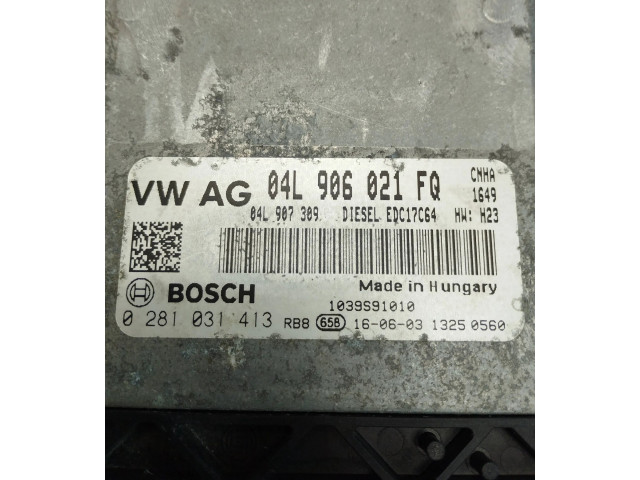 VW AG 04L 906 021 FQ CNHA
1649
04L 907 309 DIESEL EDC17C64 HW: H23
BOSCH Made in Hungary
1039S91010
0 281 031 413 RB8 658 16-06-03 1325 0560